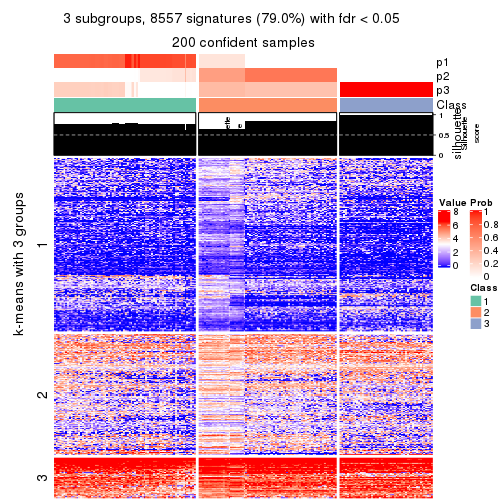 3 subgroups, 8557 signatures (79.0%) with fdr < 0.05
200 confident samples
p1
p2
p3
Class
1
0.5
0
silhouette
Silhouette
score
k-means with 3 groups
1
2
3
Value
8
6
4
2
0
Prob
1
0.8
0.6
0.4
0.2
0
Class
1
2
3